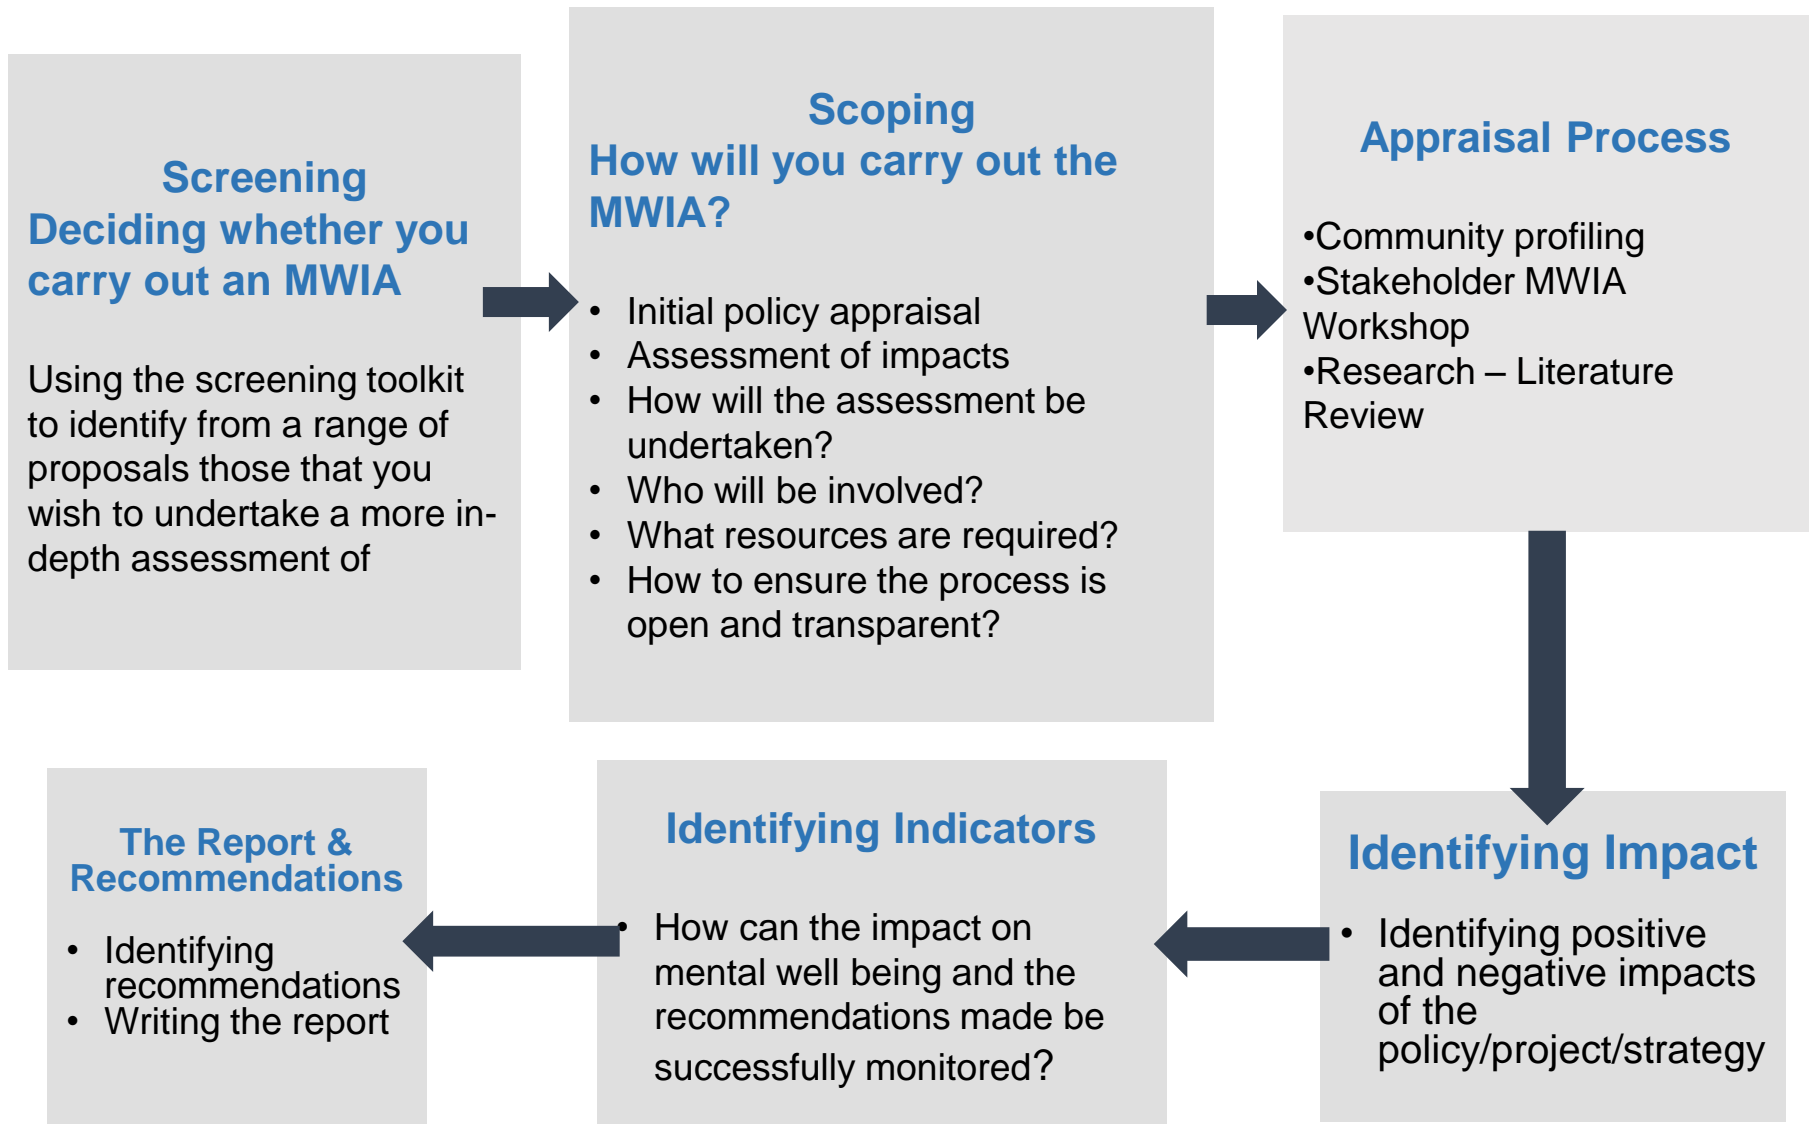 Screening
Deciding whether you
carry out an MWIA
Using the screening toolkit
to identify from a range of
proposals those that you
wish to undertake a more in-
depth assessment of
Scoping
How will you carry out the
MWIA?
• Initial policy appraisal
• Assessment of impacts
• How will the assessment be
undertaken?
• Who will be involved?
• What resources are required?
• How to ensure the process is
open and transparent?
Appraisal Process
•Community profiling
•Stakeholder MWIA
Workshop
•Research – Literature
Review
Identifying Impact
• Identifying positive
and negative impacts
of the
policy/project/strategy
Identifying Indicators
• How can the impact on
mental well being and the
recommendations made be
successfully monitored?
The Report &
Recommendations
• Identifying
recommendations
• Writing the report